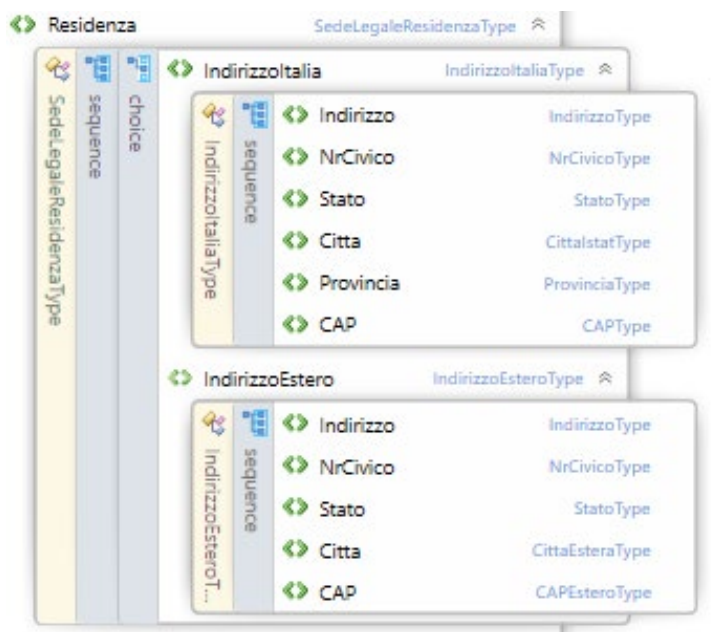 Residenza SedeLegaleResidenzaType
SedeLegaleResidenzaType
sequence
choice
IndirizzoItalia IndirizzoItaliaType
IndirizzoItaliaType
sequence
Indirizzo IndirizzoType
NrCivico NrCivicoType
Stato StatoType
Citta CittaIstatType
Provincia ProvinciaType
CAP CAPType
IndirizzoEstero IndirizzoEsteroType
IndirizzoEsteroT...
sequence
Indirizzo IndirizzoType
NrCivico NrCivicoType
Stato StatoType
Citta CittaEsteraType
CAP CAPEsteroType